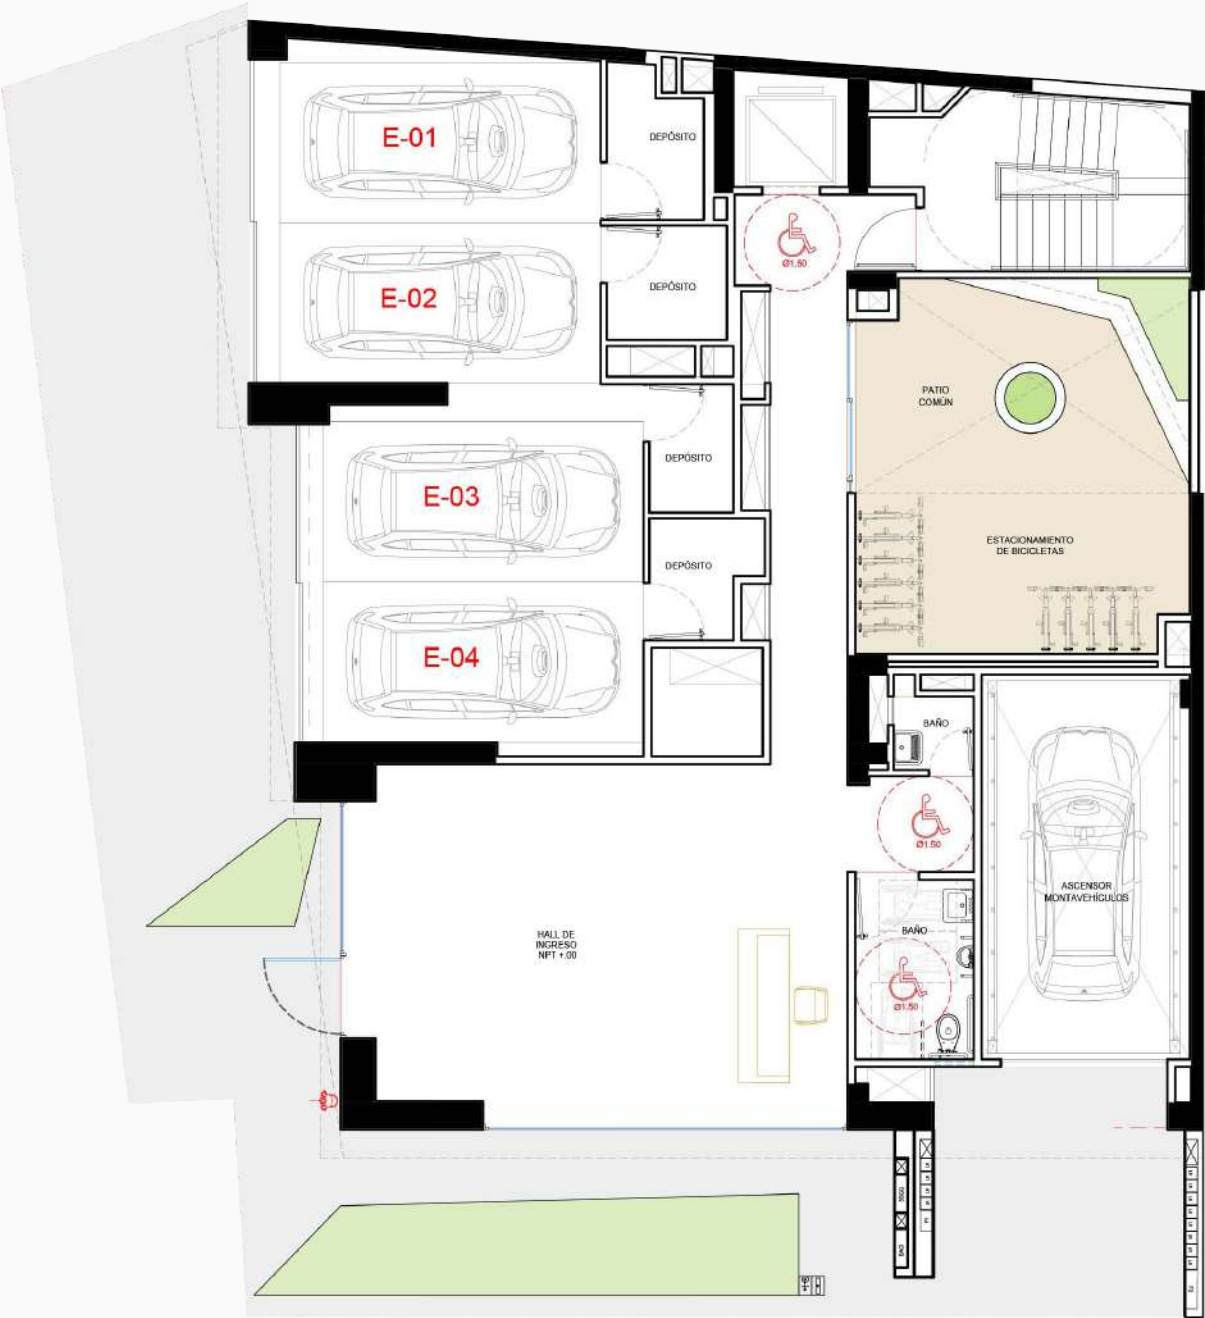 E-01
DEPÓSITO
Ø1.50
E-02
DEPÓSITO
PATIO
COMÚN
DEPÓSITO
E-03
ESTACIONAMIENTO
DE BICICLETAS
DEPÓSITO
E-04
BAÑO
Ø1.50
ASCENSOR
MONTAVEHÍCULOS
HALL DE
INGRESO
NPT +.00
BAÑO
Ø1.50